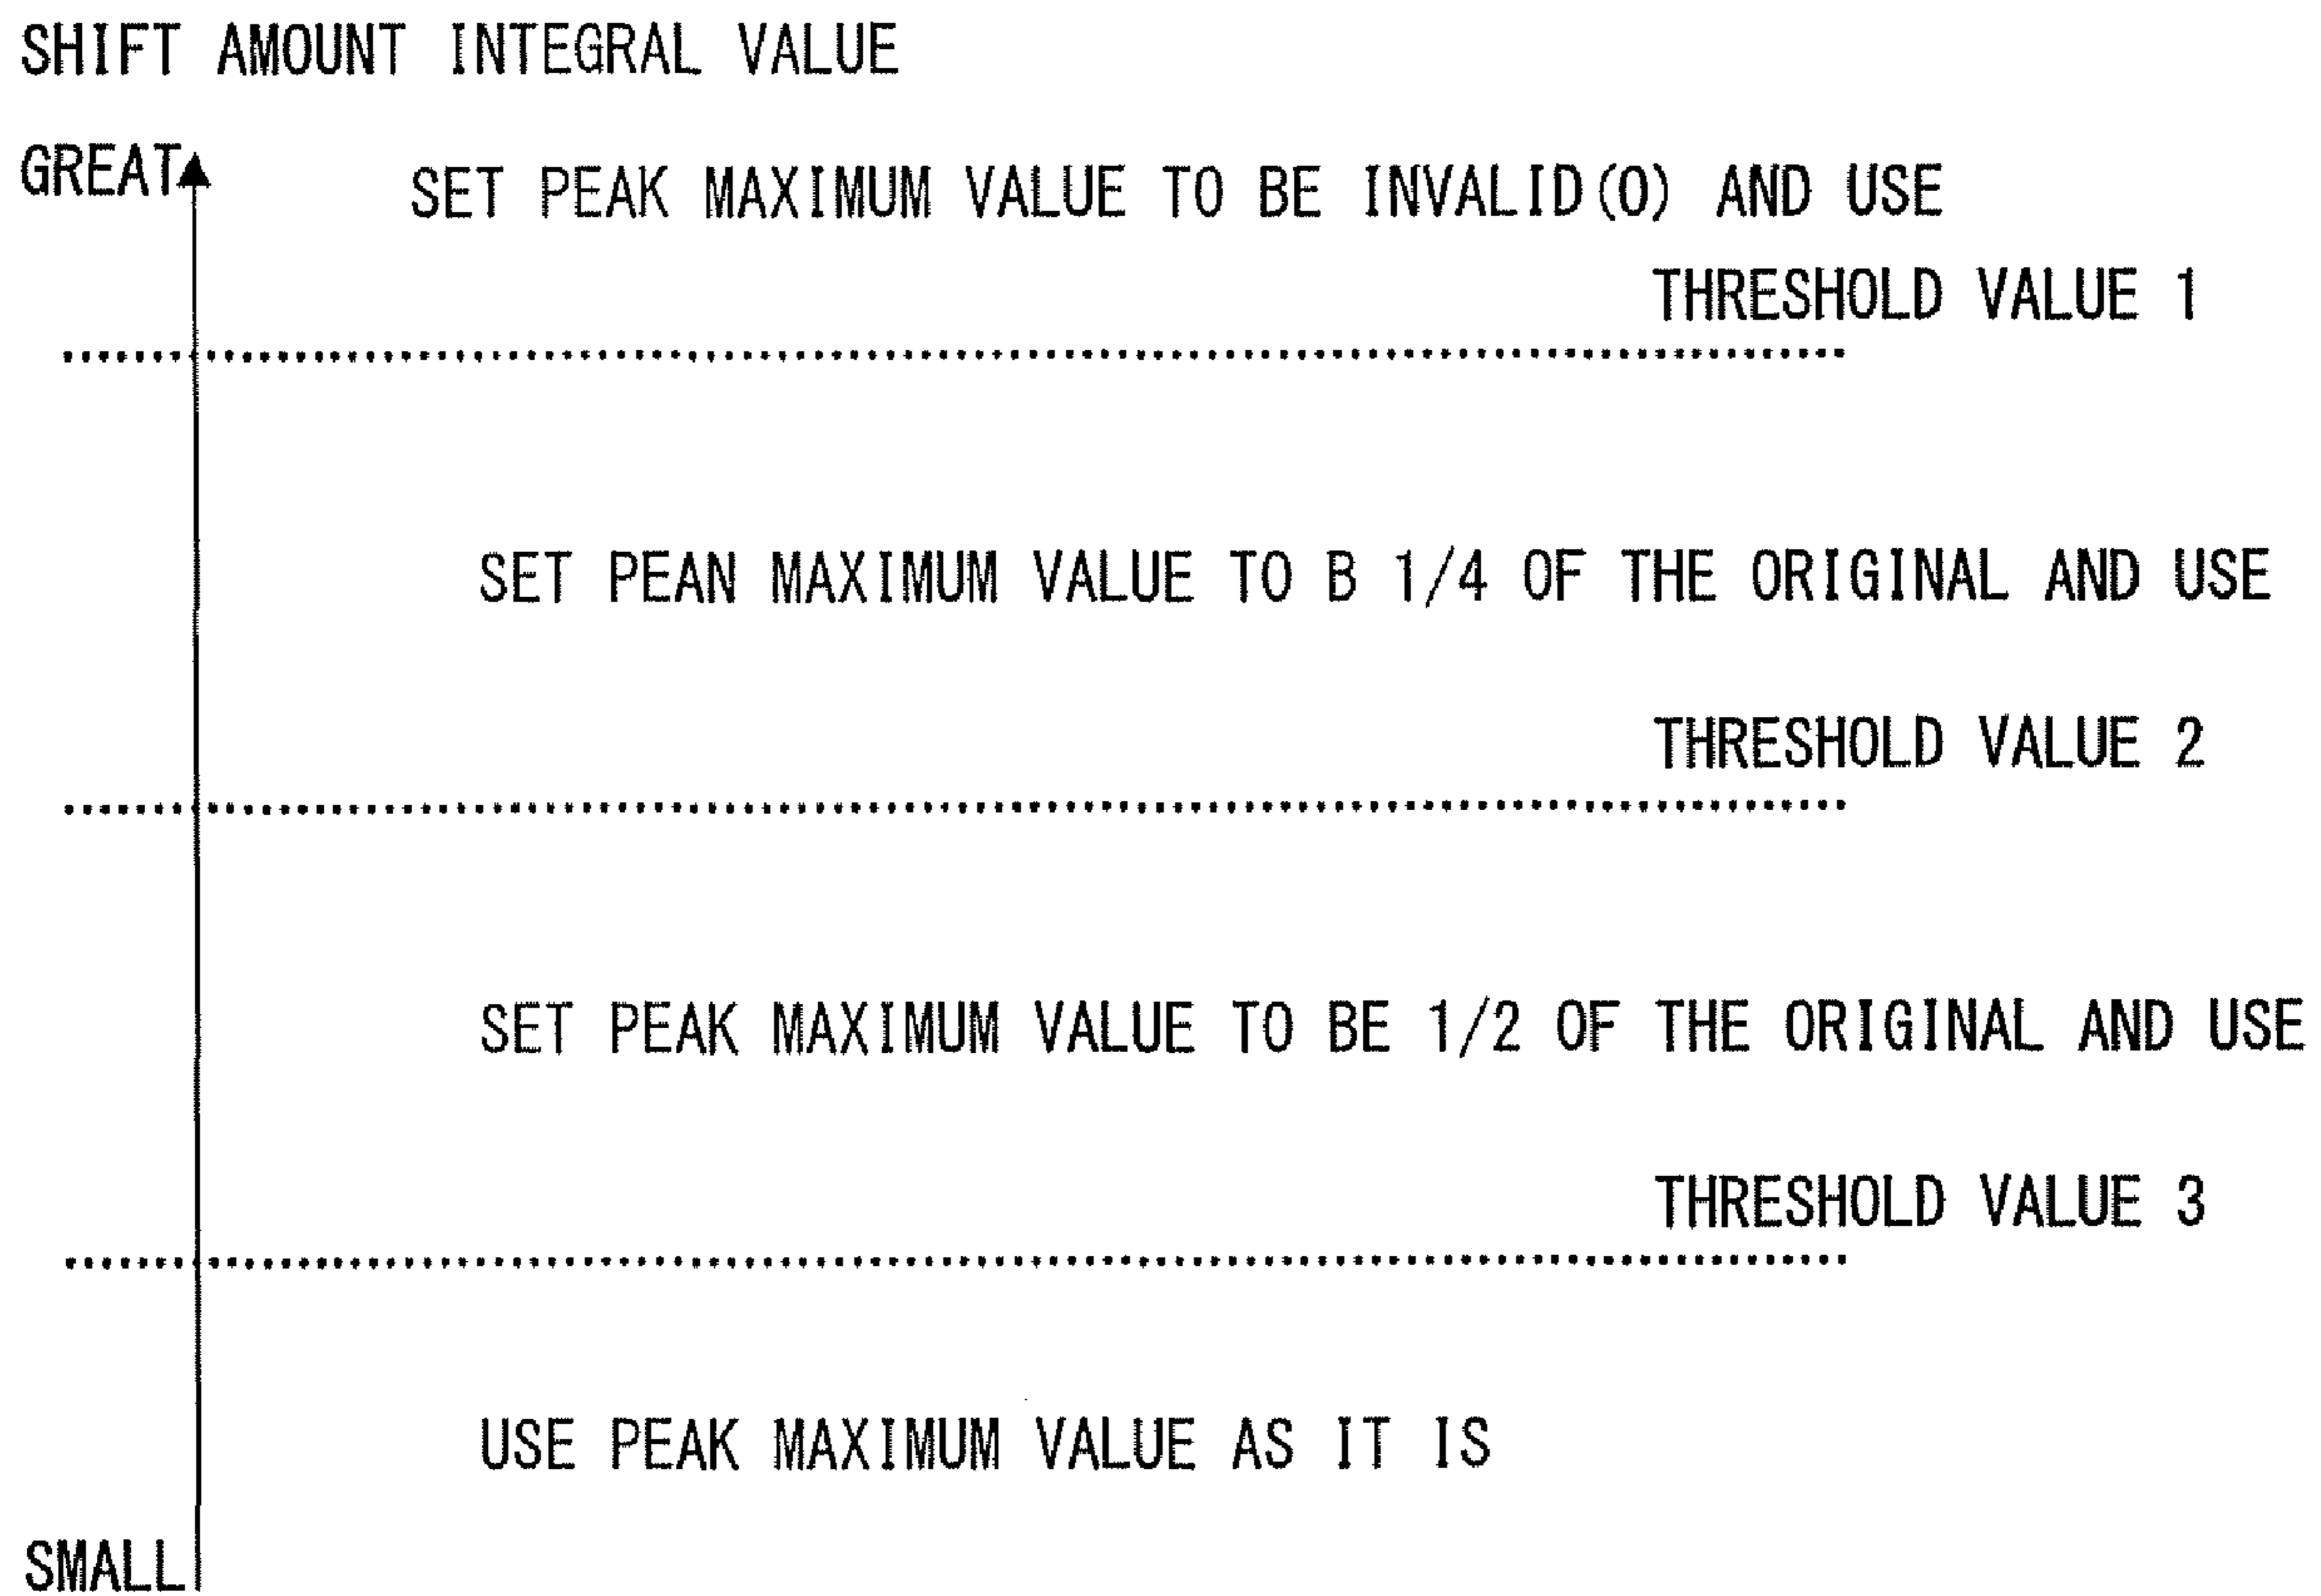 SHIFT AMOUNT INTEGRAL VALUE
GREAT
SET PEAK MAXIMUM VALUE TO BE INVALID(0) AND USE
THRESHOLD VALUE 1
SET PEAN MAXIMUM VALUE TO B 1/4 OF THE ORIGINAL AND USE
THRESHOLD VALUE 2
SET PEAK MAXIMUM VALUE TO BE 1/2 OF THE ORIGINAL AND USE
THRESHOLD VALUE 3
USE PEAK MAXIMUM VALUE AS IT IS
SMALL